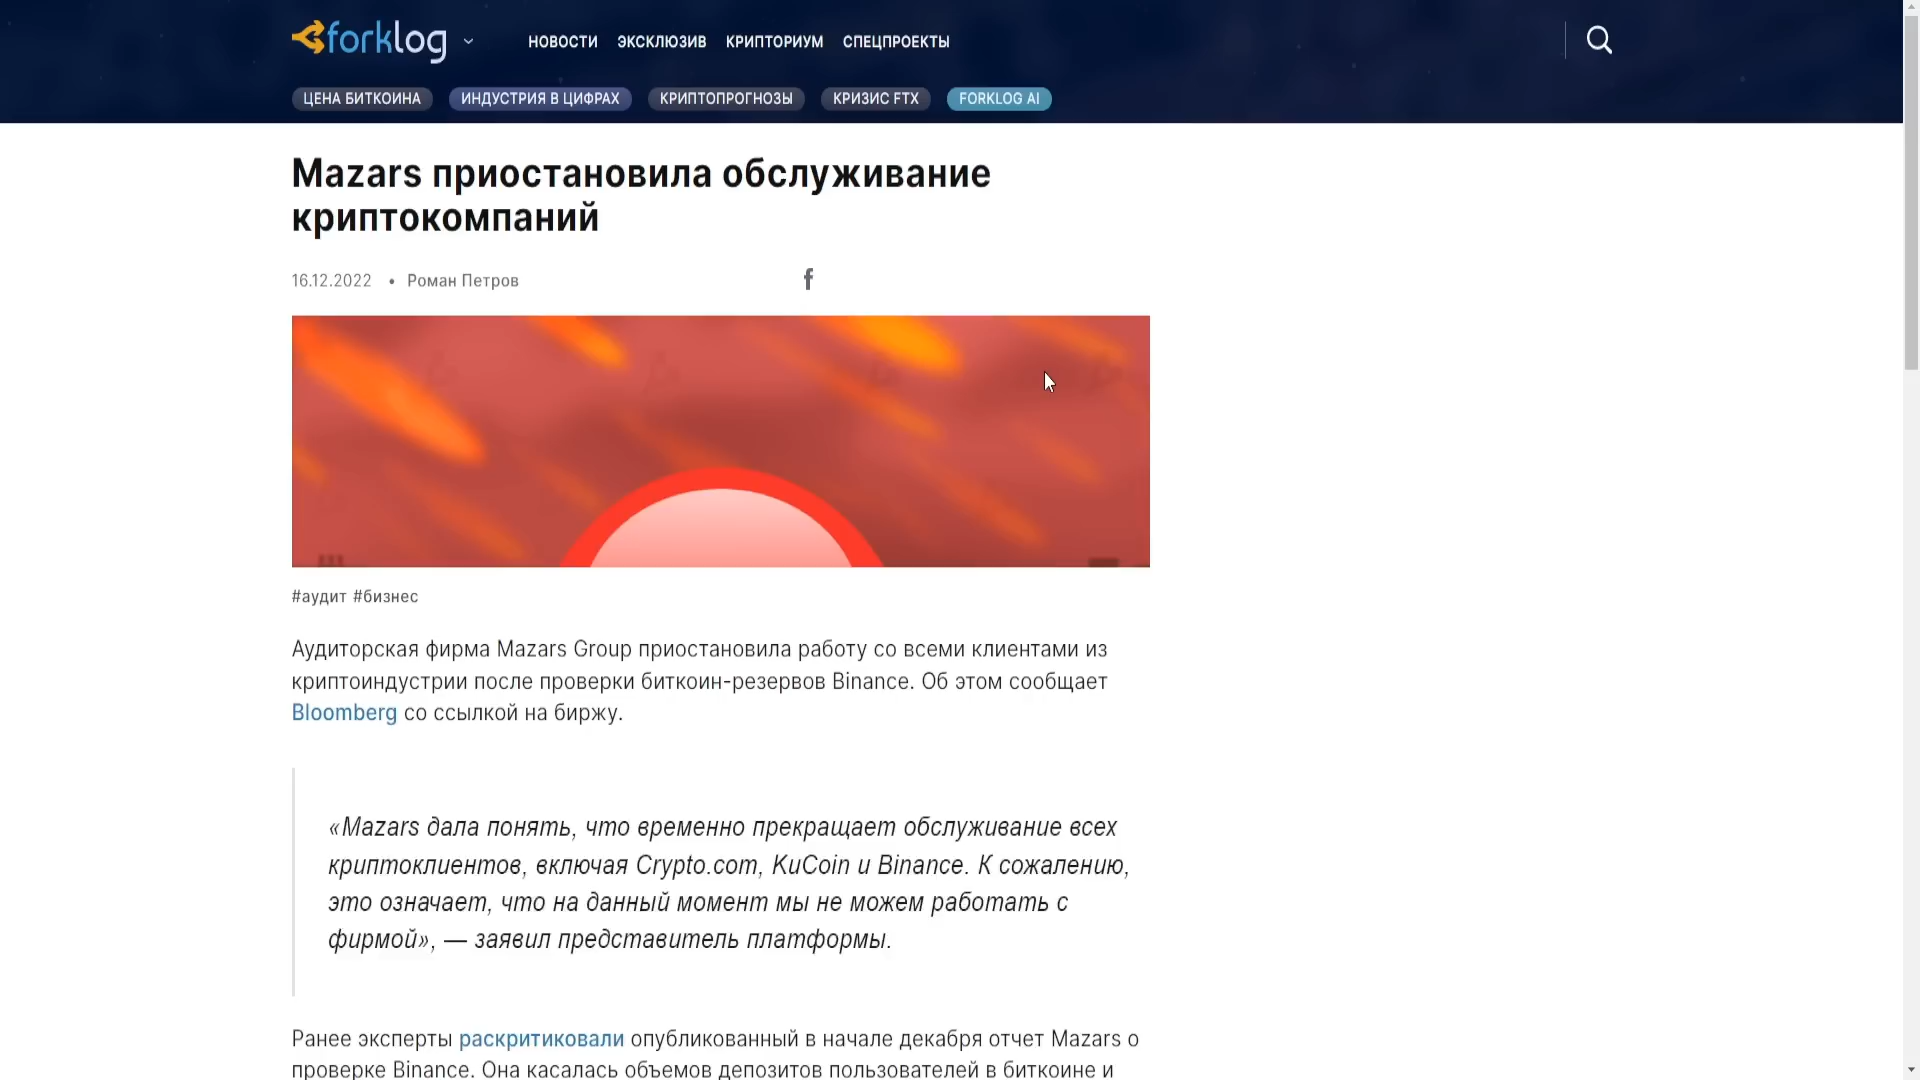 forklog
НОВОСТИ ЭКСКЛЮЗИВ КРИПТОРИУМ СПЕЦПРОЕКТЫ
ЦЕНА БИТКОИНА ИНДУСТРИЯ В ЦИФРАХ КРИПТОПРОГНОЗЫ КРИЗИС FTX FORKLOG AI
Mazars приостановила обслуживание
криптокомпаний
16.12.2022 • Роман Петров
#аудит #бизнес
Аудиторская фирма Mazars Group приостановила работу со всеми клиентами из
криптоиндустрии после проверки биткоин-резервов Binance. Об этом сообщает
Bloomberg со ссылкой на биржу.
«Mazars дала понять, что временно прекращает обслуживание всех
криптоклиентов, включая Crypto.com, KuCoin и Binance. К сожалению,
это означает, что на данный момент мы не можем работать с
фирмой», — заявил представитель платформы.
Ранее эксперты раскритиковали опубликованный в начале декабря отчет Mazars о
проверке Binance. Она касалась объемов депозитов пользователей в биткоине и